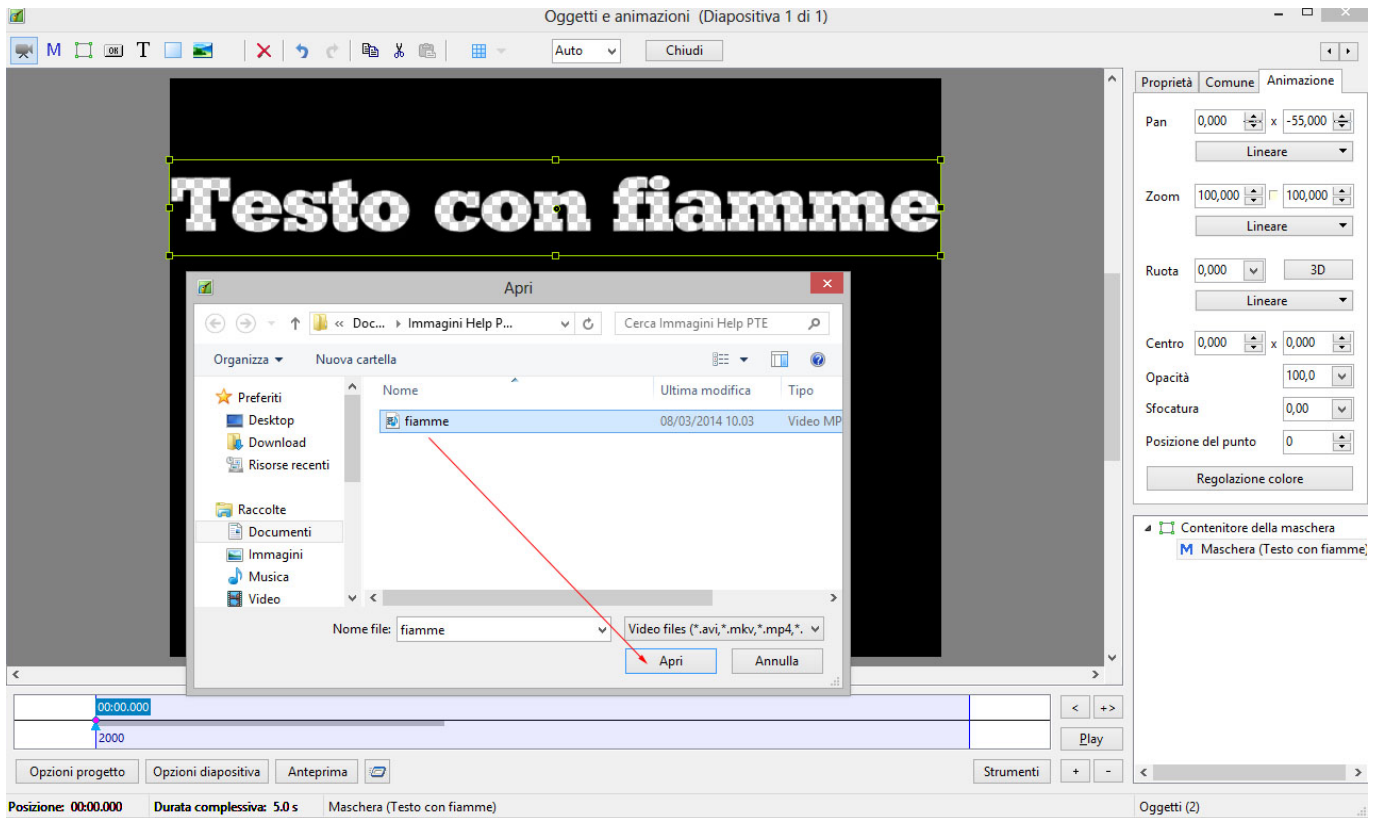 Oggetti e animazioni (Diapositiva 1 di 1)
M OK T Auto Chiudi
Proprietà Comune Animazione
Pan 0,000 x -55,000
Lineare
Zoom 100,000 100,000
Lineare
Ruota 0,000 3D
Lineare
Centro 0,000 x 0,000
Opacità 100,0
Sfocatura 0,00
Posizione del punto 0
Regolazione colore
Contenitore della maschera
M Maschera (Testo con fiamme)
Testo con fiamme
Apri
« Doc... Immagini Help P... Cerca Immagini Help PTE
Organizza Nuova cartella
Preferiti
Desktop
Download
Risorse recenti
Raccolte
Documenti
Immagini
Musica
Video
Nome Ultima modifica Tipo
fiamme 08/03/2014 10.03 Video MP
Nome file: fiamme Video files (*.avi,*.mkv,*.mp4,*.
Apri Annulla
00:00.000
2000
< +>
Play
Opzioni progetto Opzioni diapositiva Anteprima Strumenti + -
Posizione: 00:00.000 Durata complessiva: 5.0 s Maschera (Testo con fiamme) Oggetti (2)